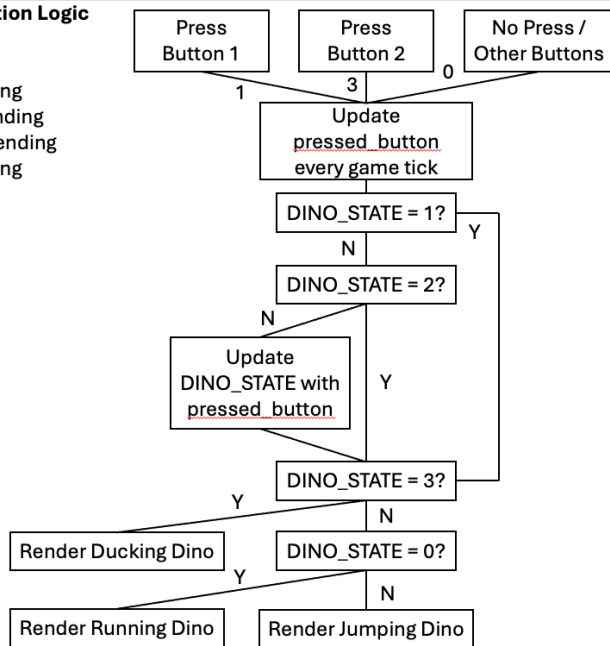 tion Logic
ng
nding
ending
ng
Press
Button 1
Press
Button 2
No Press /
Other Buttons
1
3
0
Update
pressed_button
every game tick
DINO_STATE = 1?
Y
N
DINO_STATE = 2?
N
Update
DINO_STATE with
pressed_button
Y
DINO_STATE = 3?
Y
N
Render Ducking Dino
DINO_STATE = 0?
Y
N
Render Running Dino
Render Jumping Dino